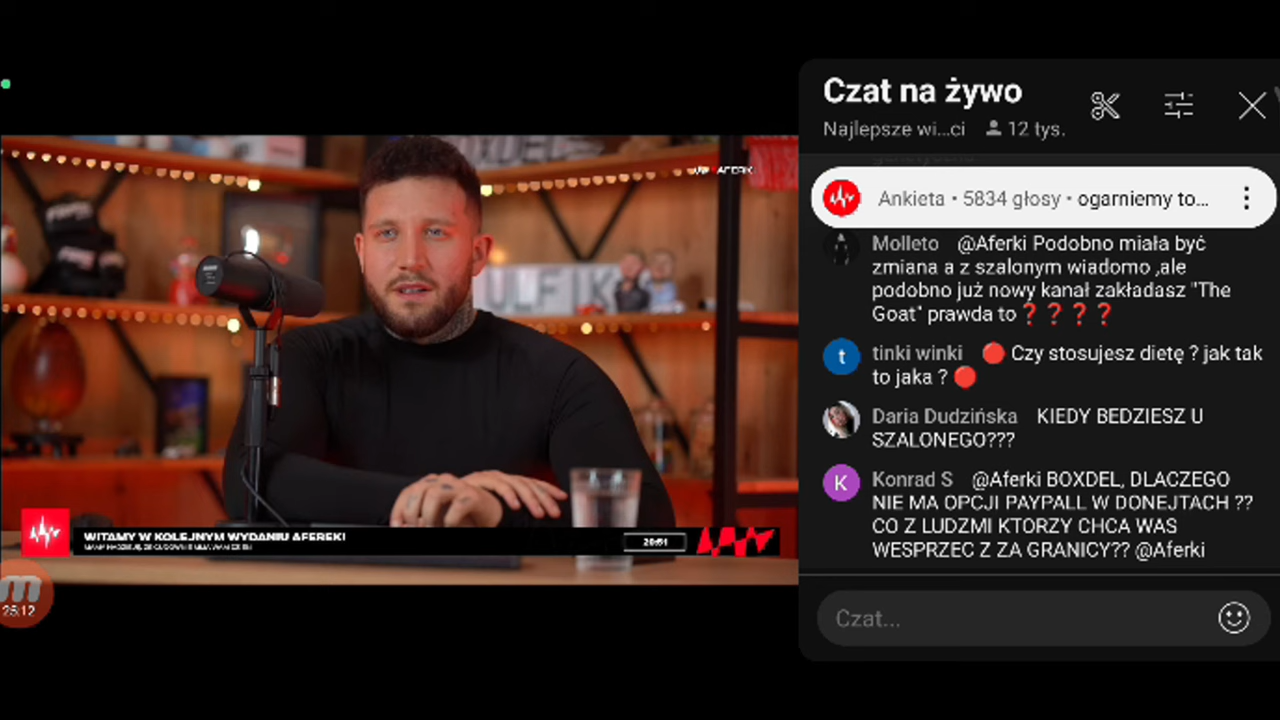 Czat na żywo
Najlepsze wi...ci 12 tys.
Ankieta • 5834 głosy • ogarniemy to...
Molleto @Aferki Podobno miała być
zmiana a z szalonym wiadomo ,ale
podobno już nowy kanał zakładasz "The
Goat" prawda to ❓❓❓❓
t tinki winki 🔴 Czy stosujesz dietę ? jak tak
to jaka ? 🔴
Daria Dudzińska KIEDY BEDZIESZ U
SZALONEGO???
K Konrad S @Aferki BOXDEL, DLACZEGO
NIE MA OPCJI PAYPALL W DONEJTACH ??
CO Z LUDZMI KTORZY CHCA WAS
WESPRZEC Z ZA GRANICY?? @Aferki
Czat...
WITAMY W KOLEJNYM WYDANIU AFEREK!
20:51
m
25:12